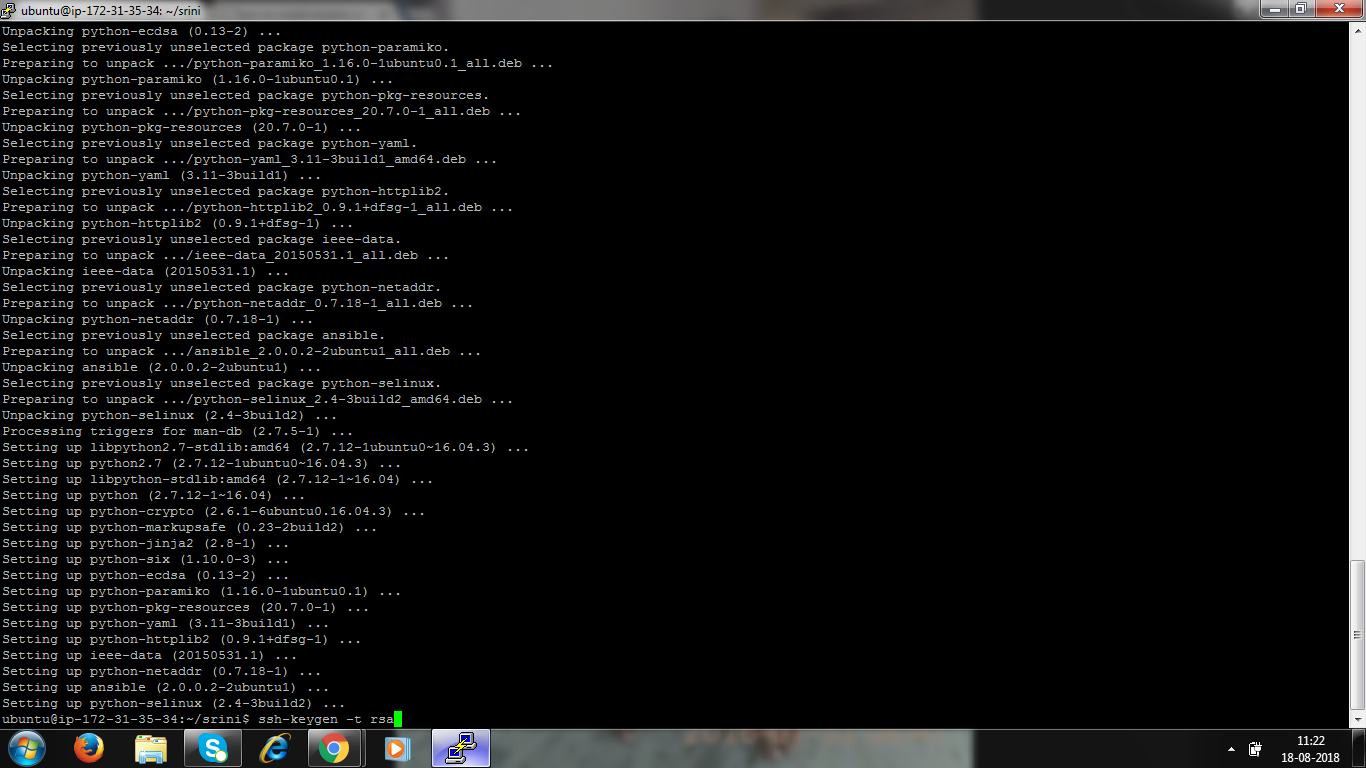 ubuntu@ip-172-31-35-34: ~/srini
Unpacking python-ecdsa (0.13-2) ...
Selecting previously unselected package python-paramiko.
Preparing to unpack .../python-paramiko_1.16.0-1ubuntu0.1_all.deb ...
Unpacking python-paramiko (1.16.0-1ubuntu0.1) ...
Selecting previously unselected package python-pkg-resources.
Preparing to unpack .../python-pkg-resources_20.7.0-1_all.deb ...
Unpacking python-pkg-resources (20.7.0-1) ...
Selecting previously unselected package python-yaml.
Preparing to unpack .../python-yaml_3.11-3build1_amd64.deb ...
Unpacking python-yaml (3.11-3build1) ...
Selecting previously unselected package python-httplib2.
Preparing to unpack .../python-httplib2_0.9.1+dfsg-1_all.deb ...
Unpacking python-httplib2 (0.9.1+dfsg-1) ...
Selecting previously unselected package ieee-data.
Preparing to unpack .../ieee-data_20150531.1_all.deb ...
Unpacking ieee-data (20150531.1) ...
Selecting previously unselected package python-netaddr.
Preparing to unpack .../python-netaddr_0.7.18-1_all.deb ...
Unpacking python-netaddr (0.7.18-1) ...
Selecting previously unselected package ansible.
Preparing to unpack .../ansible_2.0.0.2-2ubuntu1_all.deb ...
Unpacking ansible (2.0.0.2-2ubuntu1) ...
Selecting previously unselected package python-selinux.
Preparing to unpack .../python-selinux_2.4-3build2_amd64.deb ...
Unpacking python-selinux (2.4-3build2) ...
Processing triggers for man-db (2.7.5-1) ...
Setting up libpython2.7-stdlib:amd64 (2.7.12-1ubuntu0~16.04.3) ...
Setting up python2.7 (2.7.12-1ubuntu0~16.04.3) ...
Setting up libpython-stdlib:amd64 (2.7.12-1~16.04) ...
Setting up python (2.7.12-1~16.04) ...
Setting up python-crypto (2.6.1-6ubuntu0.16.04.3) ...
Setting up python-markupsafe (0.23-2build2) ...
Setting up python-jinja2 (2.8-1) ...
Setting up python-six (1.10.0-3) ...
Setting up python-ecdsa (0.13-2) ...
Setting up python-paramiko (1.16.0-1ubuntu0.1) ...
Setting up python-pkg-resources (20.7.0-1) ...
Setting up python-yaml (3.11-3build1) ...
Setting up python-httplib2 (0.9.1+dfsg-1) ...
Setting up ieee-data (20150531.1) ...
Setting up python-netaddr (0.7.18-1) ...
Setting up ansible (2.0.0.2-2ubuntu1) ...
Setting up python-selinux (2.4-3build2) ...
ubuntu@ip-172-31-35-34:~/srini$ ssh-keygen -t rsa
11:22
18-08-2018